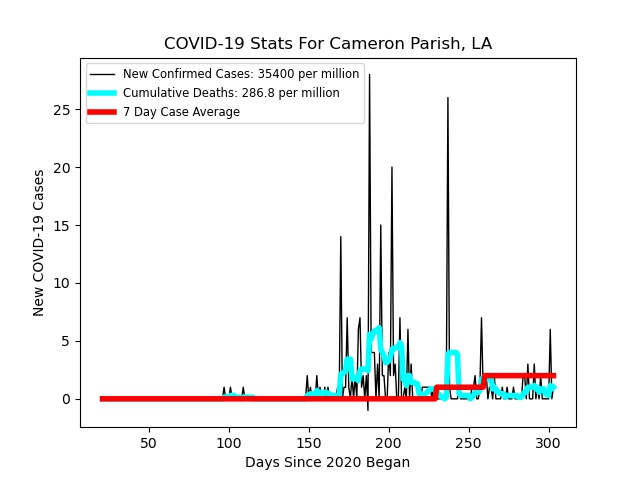 COVID-19 Stats For Cameron Parish, LA
New Confirmed Cases: 35400 per million
Cumulative Deaths: 286.8 per million
7 Day Case Average
New COVID-19 Cases
25
20
15
10
5
0
50 100 150 200 250 300
Days Since 2020 Began